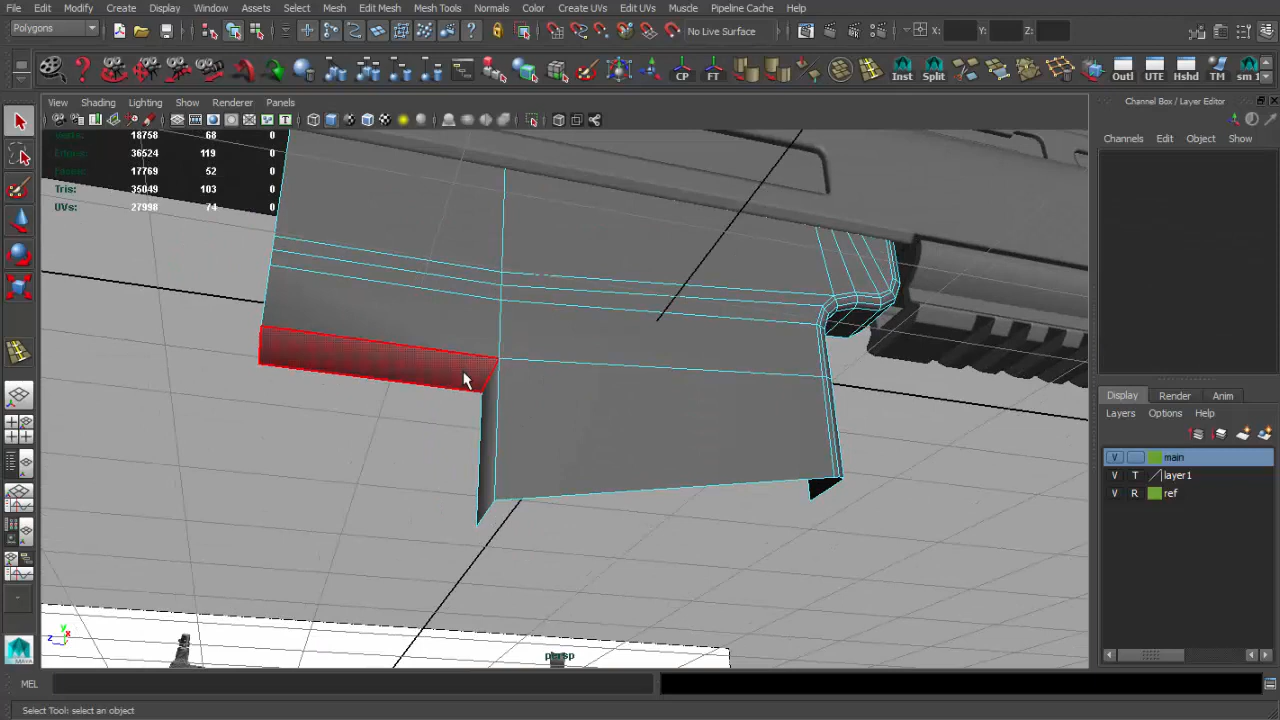 File Edit Modify Create Display Window Assets Select Mesh Edit Mesh Mesh Tools Normals Color Create UVs Edit UVs Muscle Pipeline Cache Help
Polygons No Live Surface X: Y: Z:
CP FT Inst Split Outl UTE Hshd TM sm 1
View Shading Lighting Show Renderer Panels
Channel Box / Layer Editor
Channels Edit Object Show
18758 68 0
36524 119 0
17769 52 0
Tris: 35049 103 0
UVs: 27998 74 0
Display Render Anim
Layers Options Help
V main
V T layer1
V R ref
y
z x
persp
MAYA
MEL
Select Tool: select an object